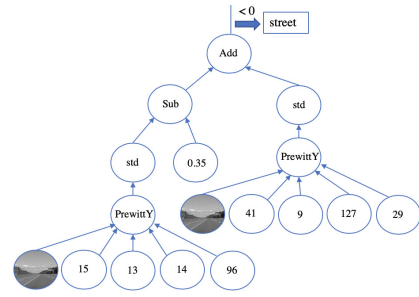 < 0
street
Add
Sub
std
std
0.35
PrewittY
PrewittY
41
9
127
29
15
13
14
96